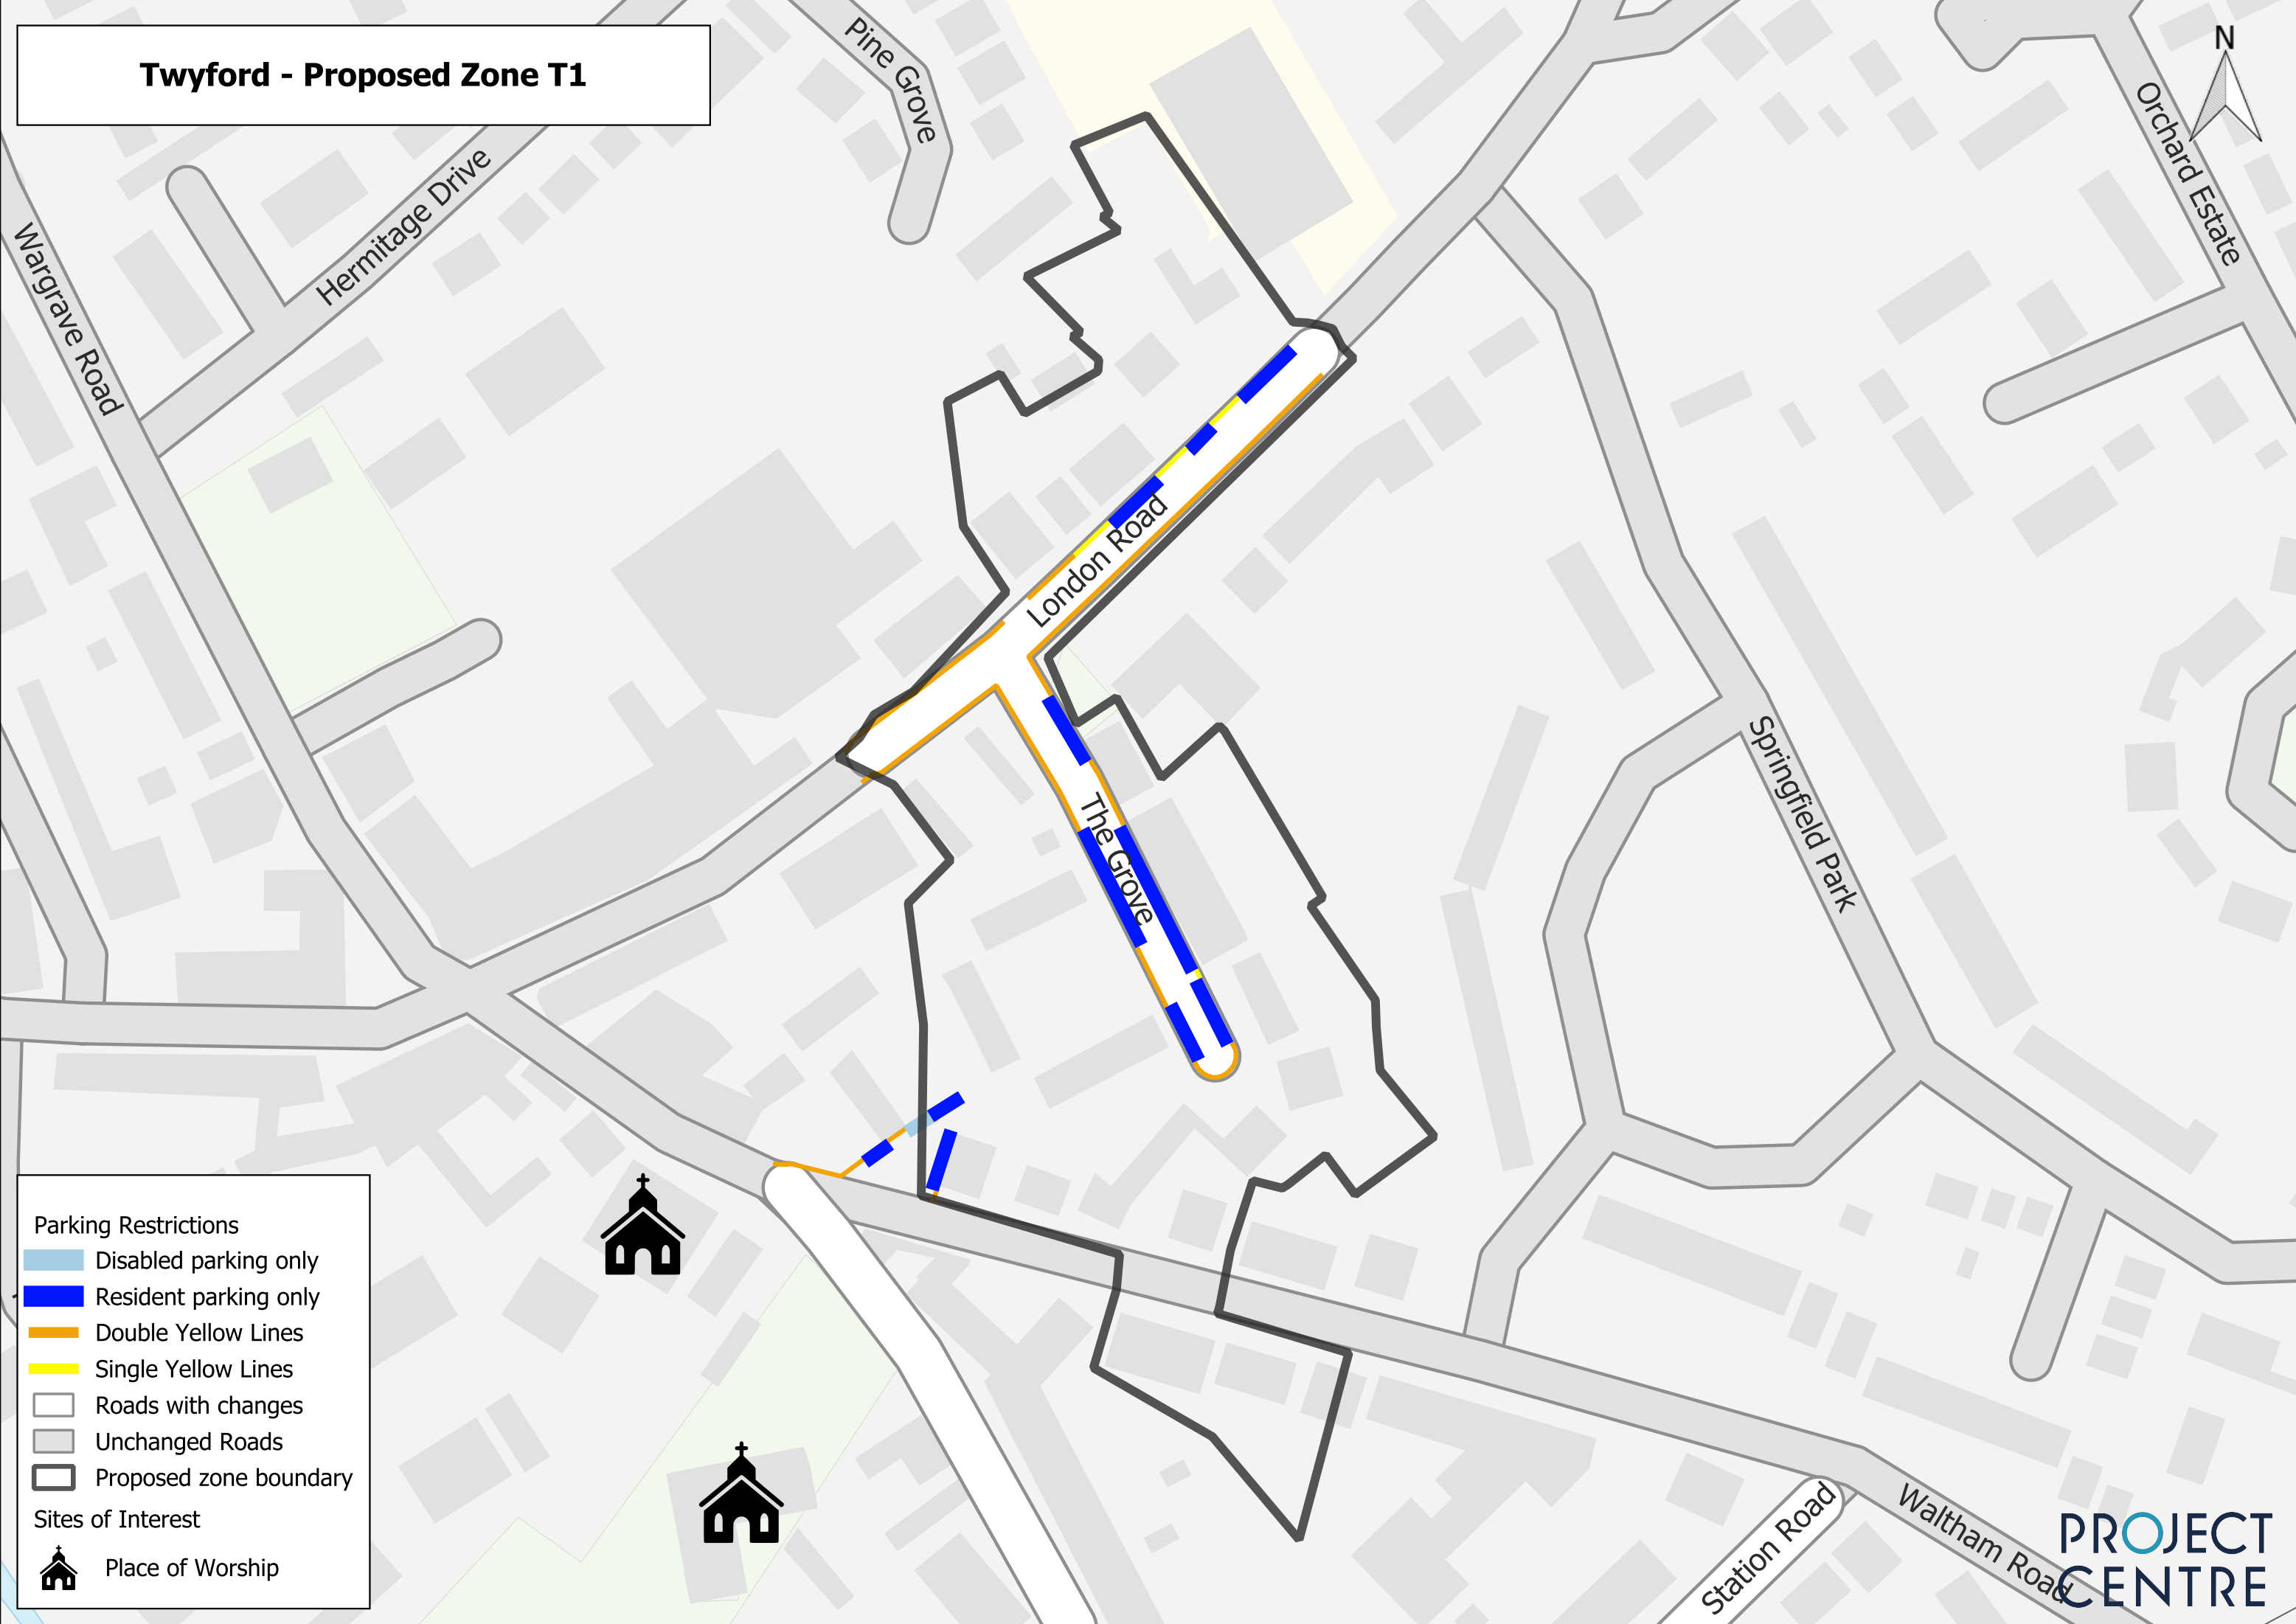 Twyford - Proposed Zone T1
N
Pine Grove
Orchard Estate
Hermitage Drive
Wargrave Road
London Road
The Grove
Springfield Park
Station Road
Waltham Road
Parking Restrictions
Disabled parking only
Resident parking only
Double Yellow Lines
Single Yellow Lines
Roads with changes
Unchanged Roads
Proposed zone boundary
Sites of Interest
Place of Worship
PROJECT
CENTRE